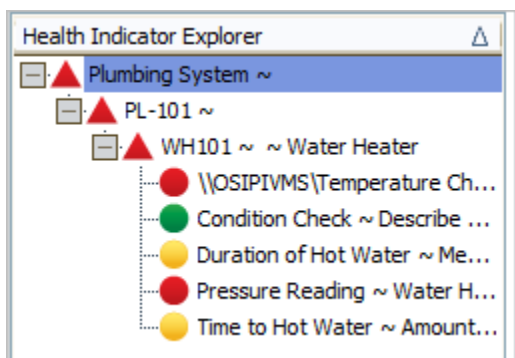 Health Indicator Explorer
Plumbing System ~
PL-101 ~
WH101 ~ ~ Water Heater
\\OSIPIVMS\Temperature Ch...
Condition Check ~ Describe ...
Duration of Hot Water ~ Me...
Pressure Reading ~ Water H...
Time to Hot Water ~ Amount...